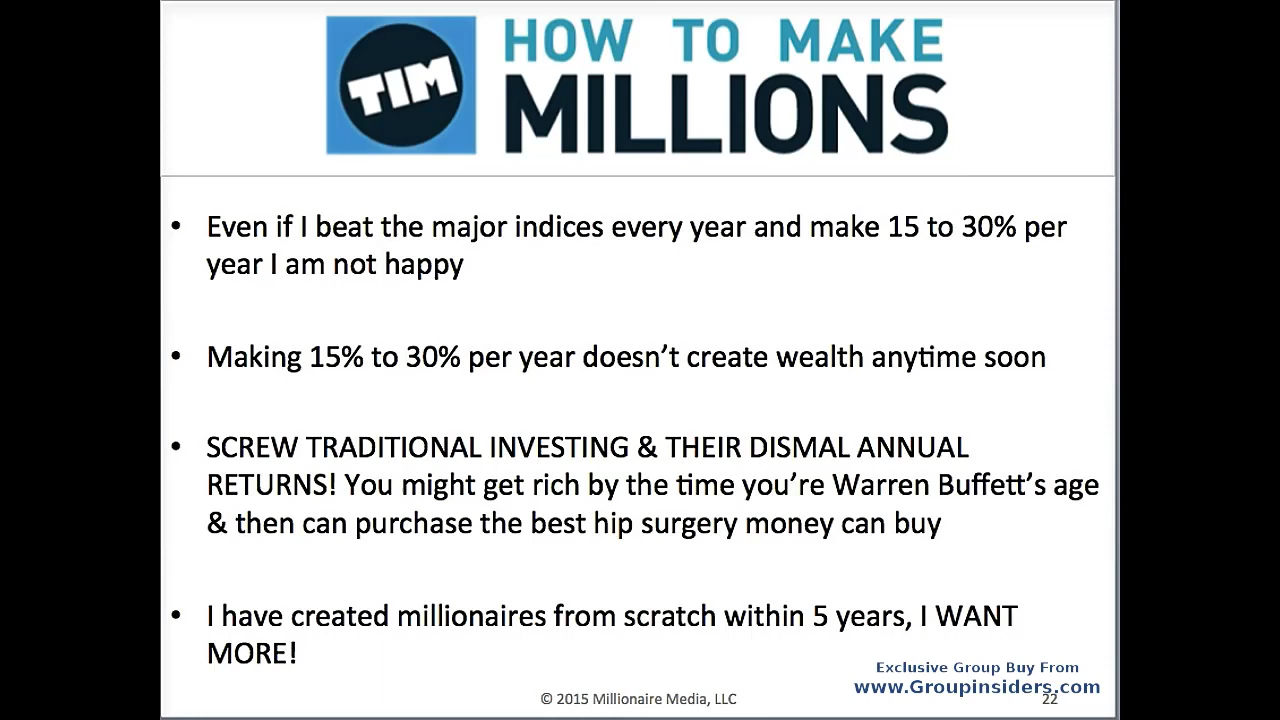 TIM
HOW TO MAKE
MILLIONS
• Even if I beat the major indices every year and make 15 to 30% per
year I am not happy
• Making 15% to 30% per year doesn’t create wealth anytime soon
• SCREW TRADITIONAL INVESTING & THEIR DISMAL ANNUAL
RETURNS! You might get rich by the time you’re Warren Buffett’s age
& then can purchase the best hip surgery money can buy
• I have created millionaires from scratch within 5 years, I WANT
MORE!
Exclusive Group Buy From
www.Groupinsiders.com
© 2015 Millionaire Media, LLC
22